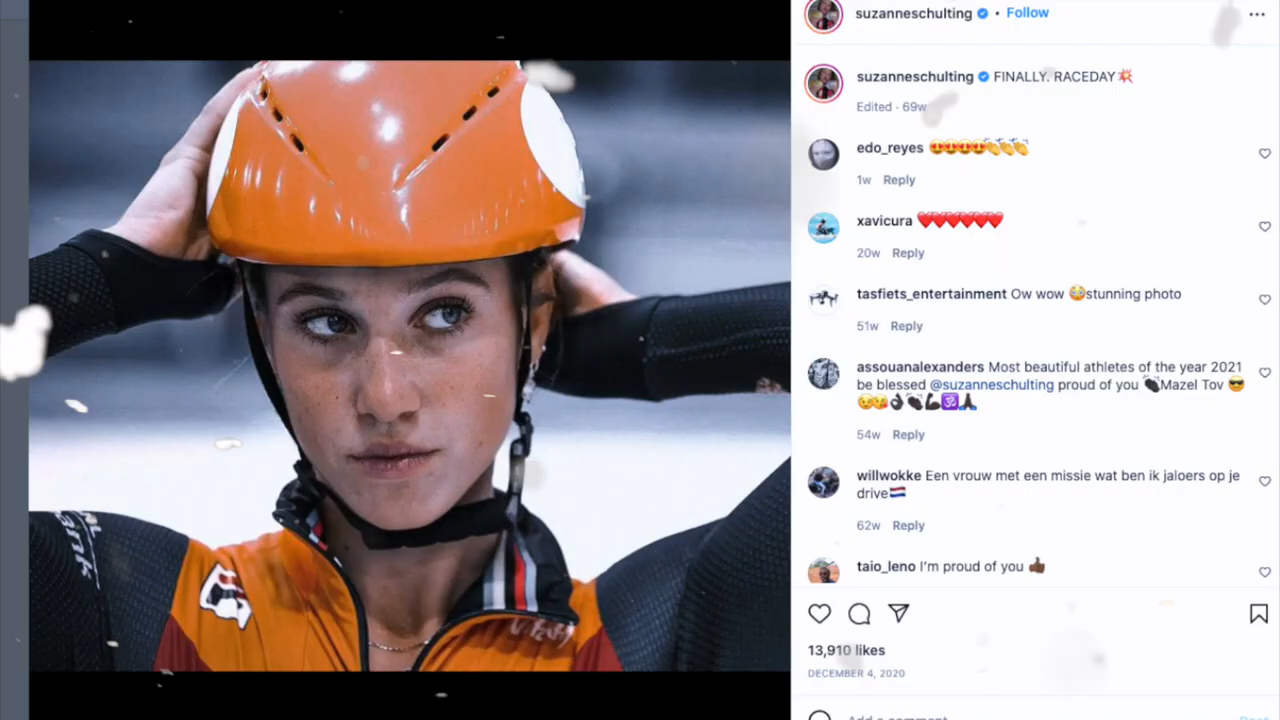 suzanneschulting • Follow
suzanneschulting FINALLY. RACEDAY💥
Edited · 69w
edo_reyes 😍😍😍😍👏👏👏
1w Reply
xavicura ❤️❤️❤️❤️❤️❤️
20w Reply
tasfiets_entertainment Ow wow 😳stunning photo
51w Reply
assouanalexanders Most beautiful athletes of the year 2021
be blessed @suzanneschulting proud of you 👏🏿Mazel Tov 😎
😉😘👌🏿👏🏿💪🏿🕉🙏🏿
54w Reply
willwokke Een vrouw met een missie wat ben ik jaloers op je
drive🇳🇱
62w Reply
taio_leno I'm proud of you 👍🏿
13,910 likes
DECEMBER 4, 2020
Add a comment